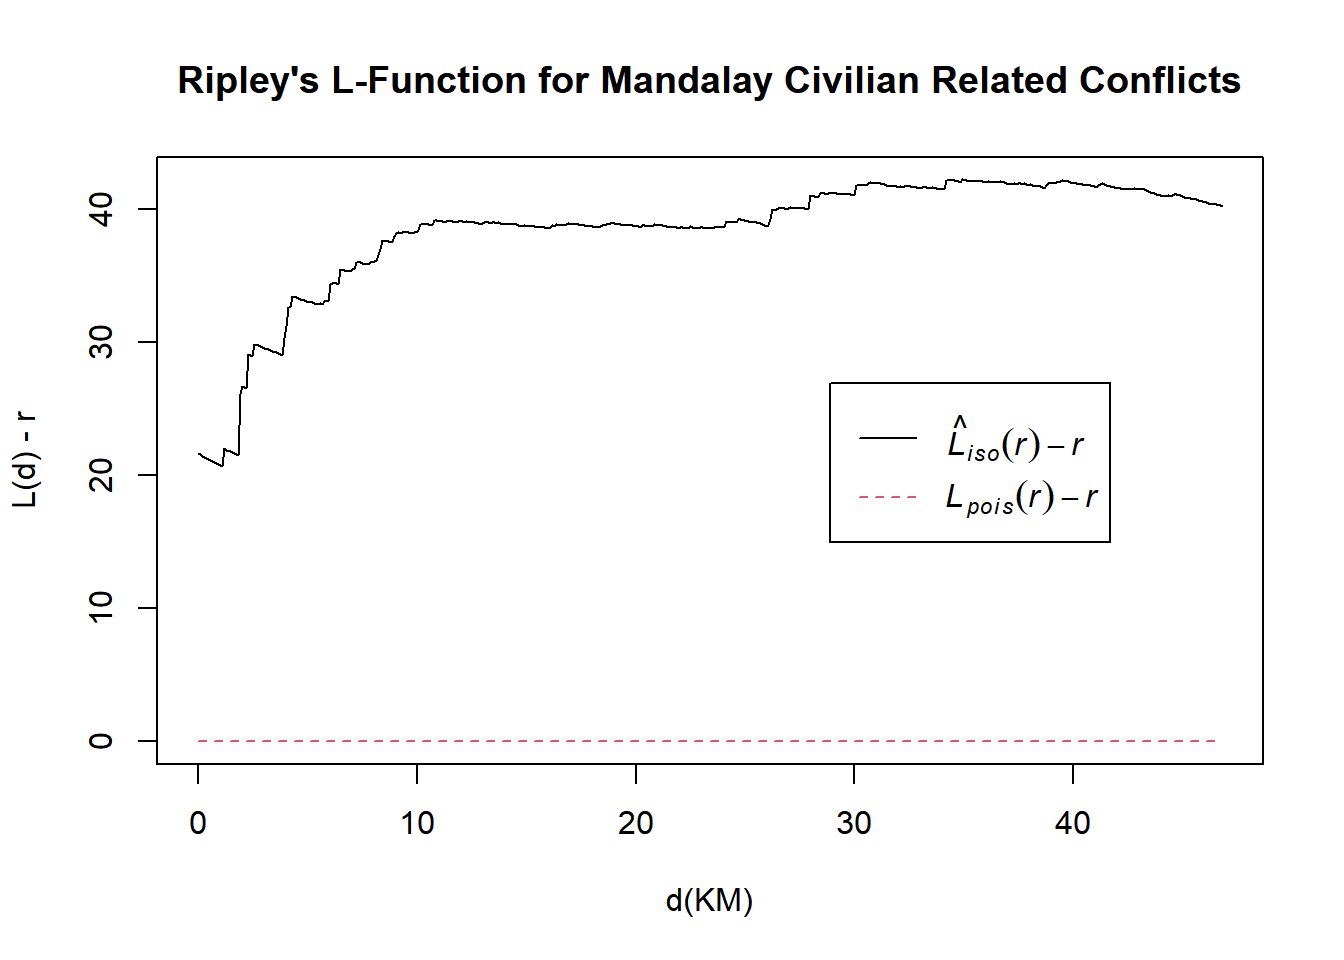 Ripley's L-Function for Mandalay Civilian Related Conflicts
L(d) - r
40
30
20
10
0
L̂iso(r) − r
Lpois(r) − r
0 10 20 30 40
d(KM)